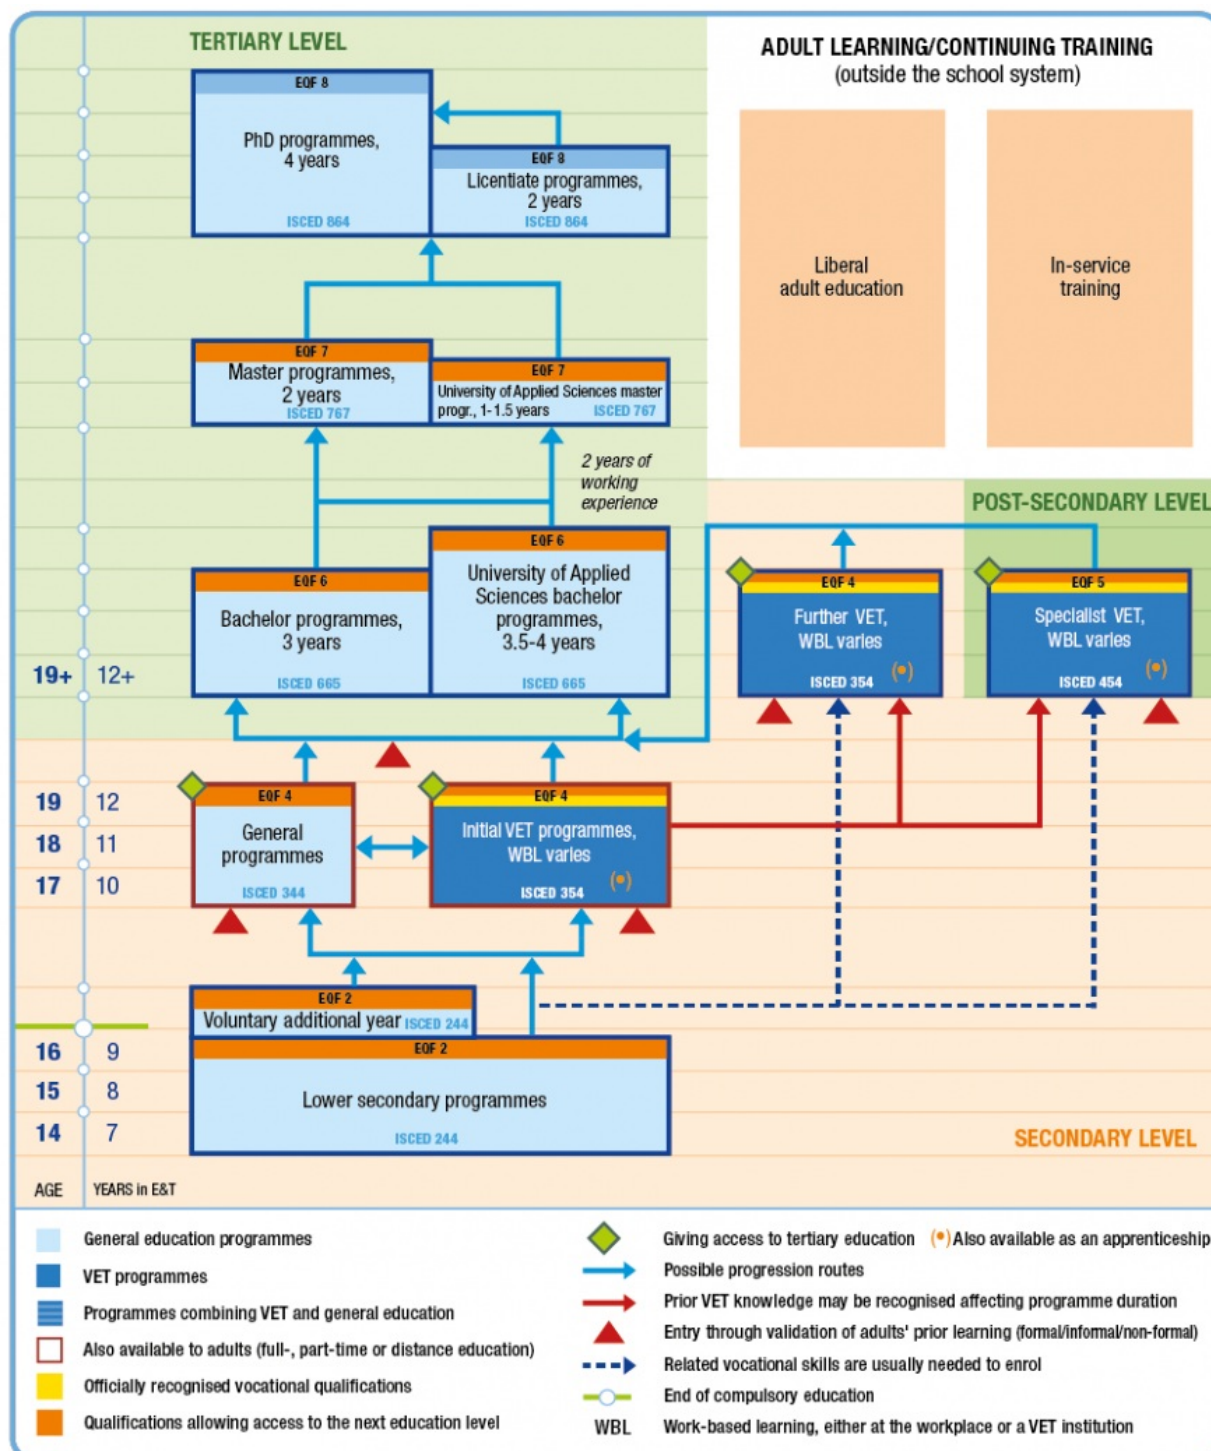 TERTIARY LEVEL
ADULT LEARNING/CONTINUING TRAINING
(outside the school system)
EQF 8
PhD programmes,
4 years
ISCED 864
EQF 8
Licentiate programmes,
2 years
ISCED 864
Liberal
adult education
In-service
training
EQF 7
Master programmes,
2 years
ISCED 767
EQF 7
University of Applied Sciences master
progr., 1-1.5 years ISCED 767
2 years of
working
experience
POST-SECONDARY LEVEL
EQF 6
Bachelor programmes,
3 years
ISCED 665
EQF 6
University of Applied
Sciences bachelor
programmes,
3.5-4 years
ISCED 665
EQF 4
Further VET,
WBL varies
ISCED 354 (•)
EQF 5
Specialist VET,
WBL varies
ISCED 454 (•)
19+ 12+
19 12
18 11
17 10
EQF 4
General
programmes
ISCED 344
EQF 4
Initial VET programmes,
WBL varies
ISCED 354 (•)
EQF 2
Voluntary additional year ISCED 244
16 9
15 8
14 7
EQF 2
Lower secondary programmes
ISCED 244
SECONDARY LEVEL
AGE YEARS in E&T
General education programmes
VET programmes
Programmes combining VET and general education
Also available to adults (full-, part-time or distance education)
Officially recognised vocational qualifications
Qualifications allowing access to the next education level
Giving access to tertiary education (•) Also available as an apprenticeship
Possible progression routes
Prior VET knowledge may be recognised affecting programme duration
Entry through validation of adults' prior learning (formal/informal/non-formal)
Related vocational skills are usually needed to enrol
End of compulsory education
WBL Work-based learning, either at the workplace or a VET institution